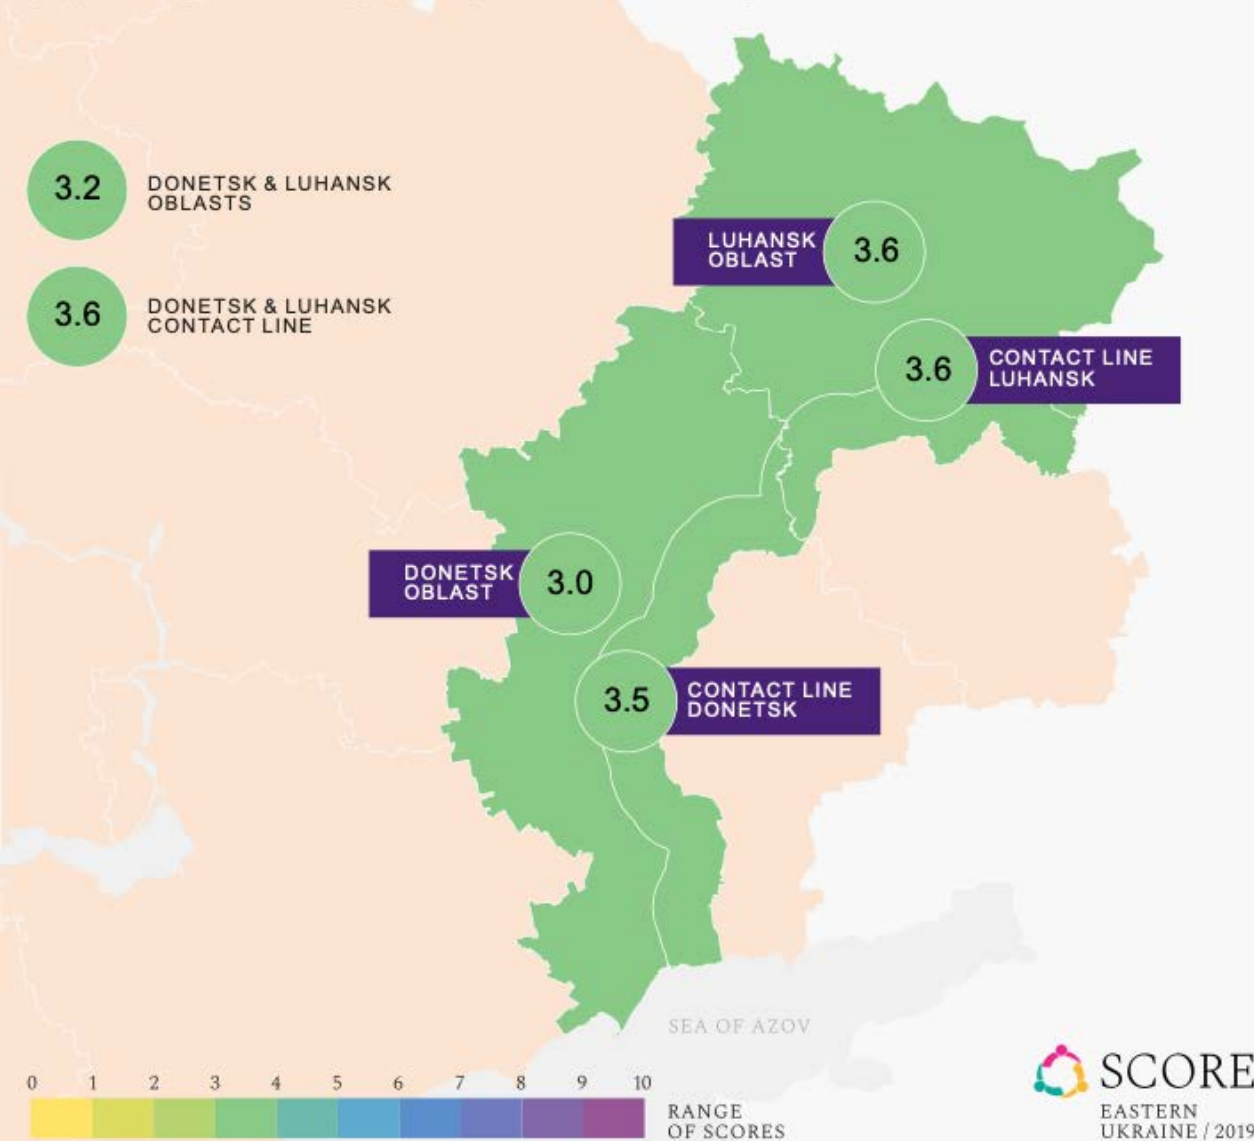 3.2
DONETSK & LUHANSK
OBLASTS
3.6
DONETSK & LUHANSK
CONTACT LINE
LUHANSK
OBLAST
3.6
3.6
CONTACT LINE
LUHANSK
DONETSK
OBLAST
3.0
3.5
CONTACT LINE
DONETSK
SEA OF AZOV
0 1 2 3 4 5 6 7 8 9 10
RANGE
OF SCORES
SCORE
EASTERN
UKRAINE / 2019